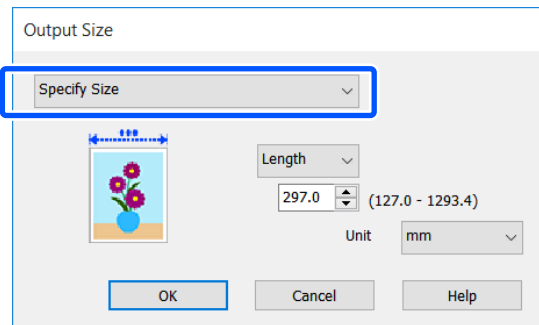 Output Size
Specify Size
Length
297.0 (127.0 - 1293.4)
Unit mm
OK Cancel Help